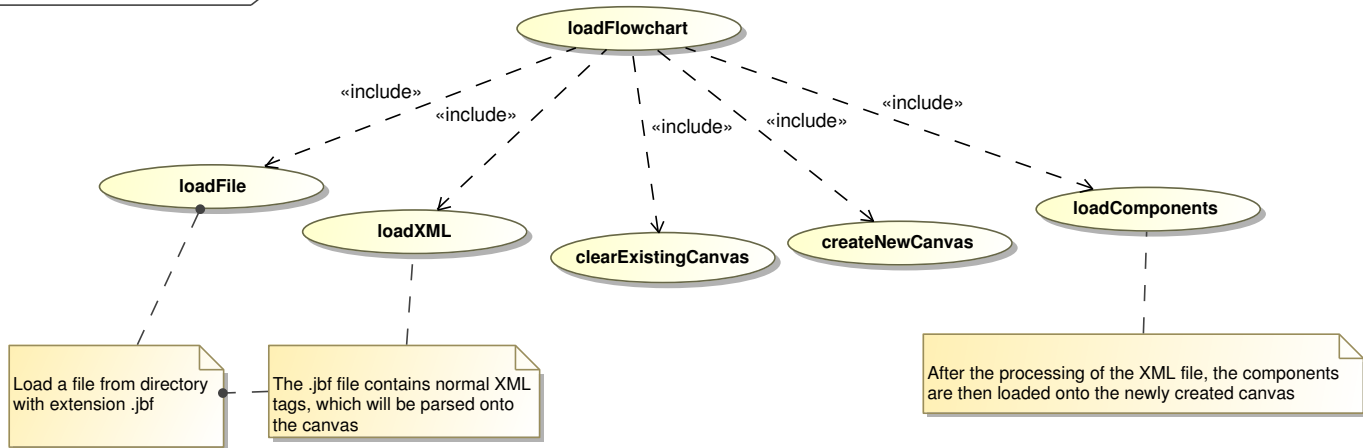 loadFlowchart
«include»
«include»
«include»
«include»
«include»
loadFile
loadXML
clearExistingCanvas
createNewCanvas
loadComponents
Load a file from directory
with extension .jbf
The .jbf file contains normal XML
tags, which will be parsed onto
the canvas
After the processing of the XML file, the components
are then loaded onto the newly created canvas